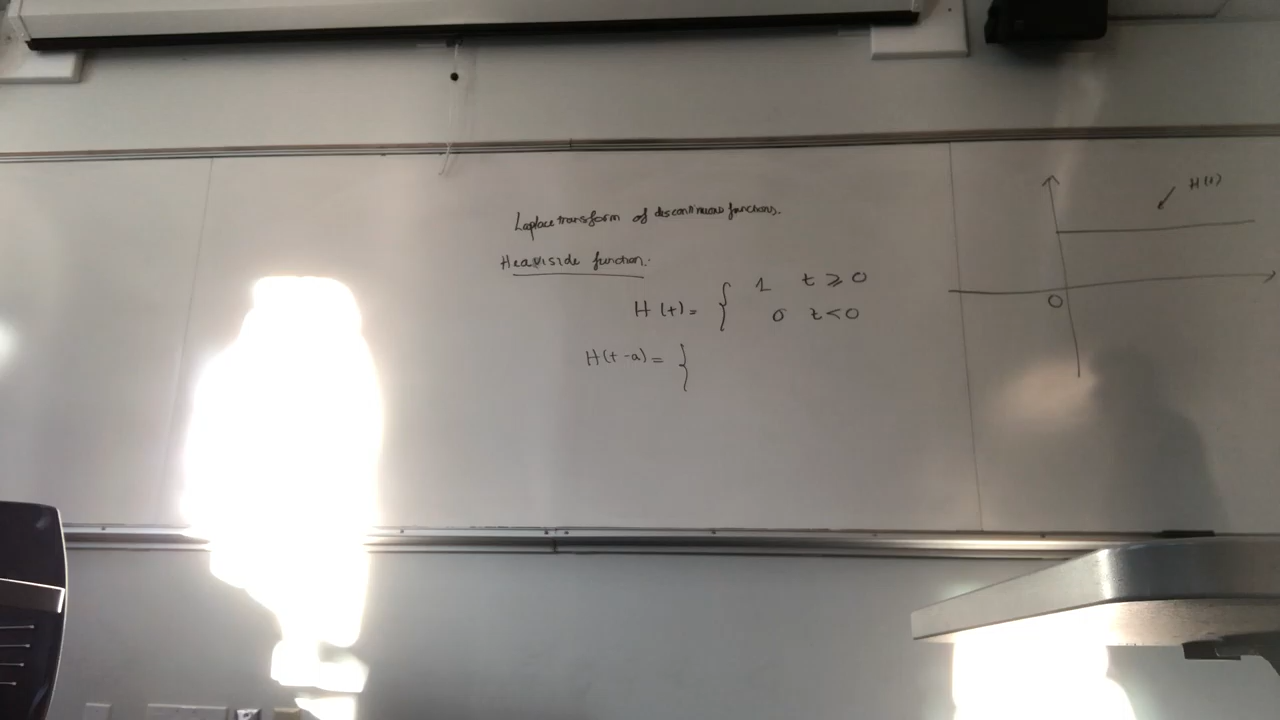 Laplace transform of discontinuous functions.
Heaviside function.
H(t) = { 1 t ⩾ 0
0 t < 0
H(t-a) = {
H(t)
0